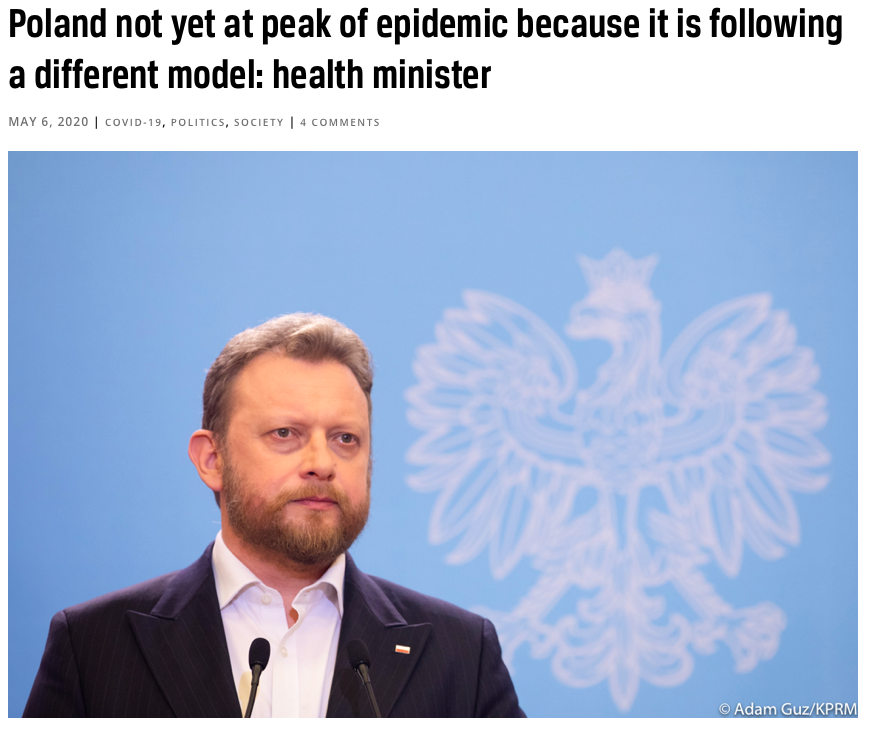 Poland not yet at peak of epidemic because it is following
a different model: health minister
MAY 6, 2020 | COVID-19, POLITICS, SOCIETY | 4 COMMENTS
© Adam Guz/KPRM